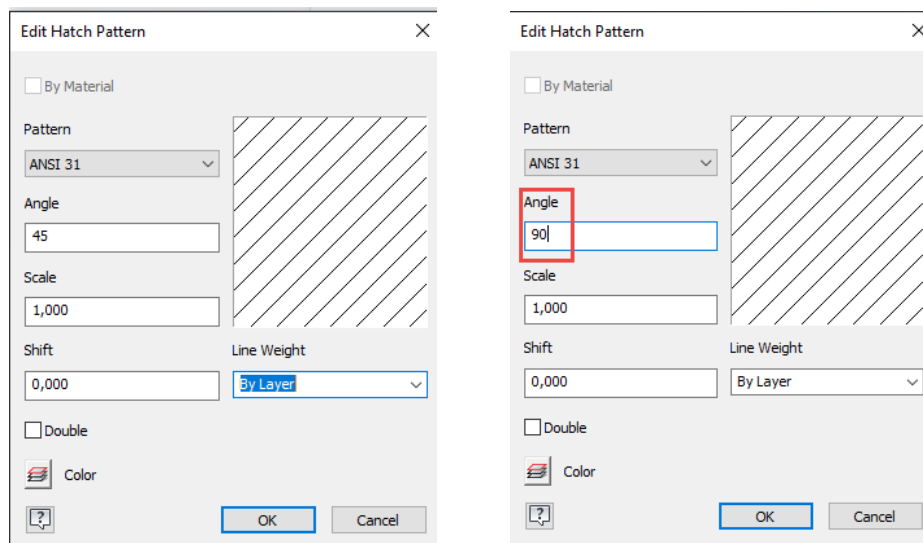 Edit Hatch Pattern
By Material
Pattern
ANSI 31
Angle
45
Scale
1,000
Shift
Line Weight
0,000
By Layer
Double
Color
?
OK
Cancel
Edit Hatch Pattern
By Material
Pattern
ANSI 31
Angle
90
Scale
1,000
Shift
Line Weight
0,000
By Layer
Double
Color
?
OK
Cancel